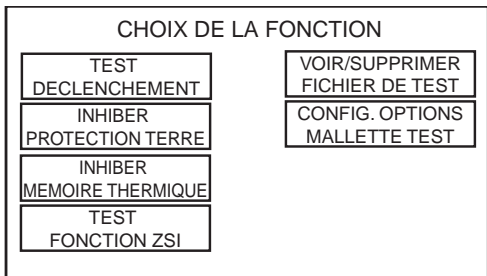 CHOIX DE LA FONCTION
TEST
DECLENCHEMENT
INHIBER
PROTECTION TERRE
INHIBER
MEMOIRE THERMIQUE
TEST
FONCTION ZSI
VOIR/SUPPRIMER
FICHIER DE TEST
CONFIG. OPTIONS
MALLETTE TEST